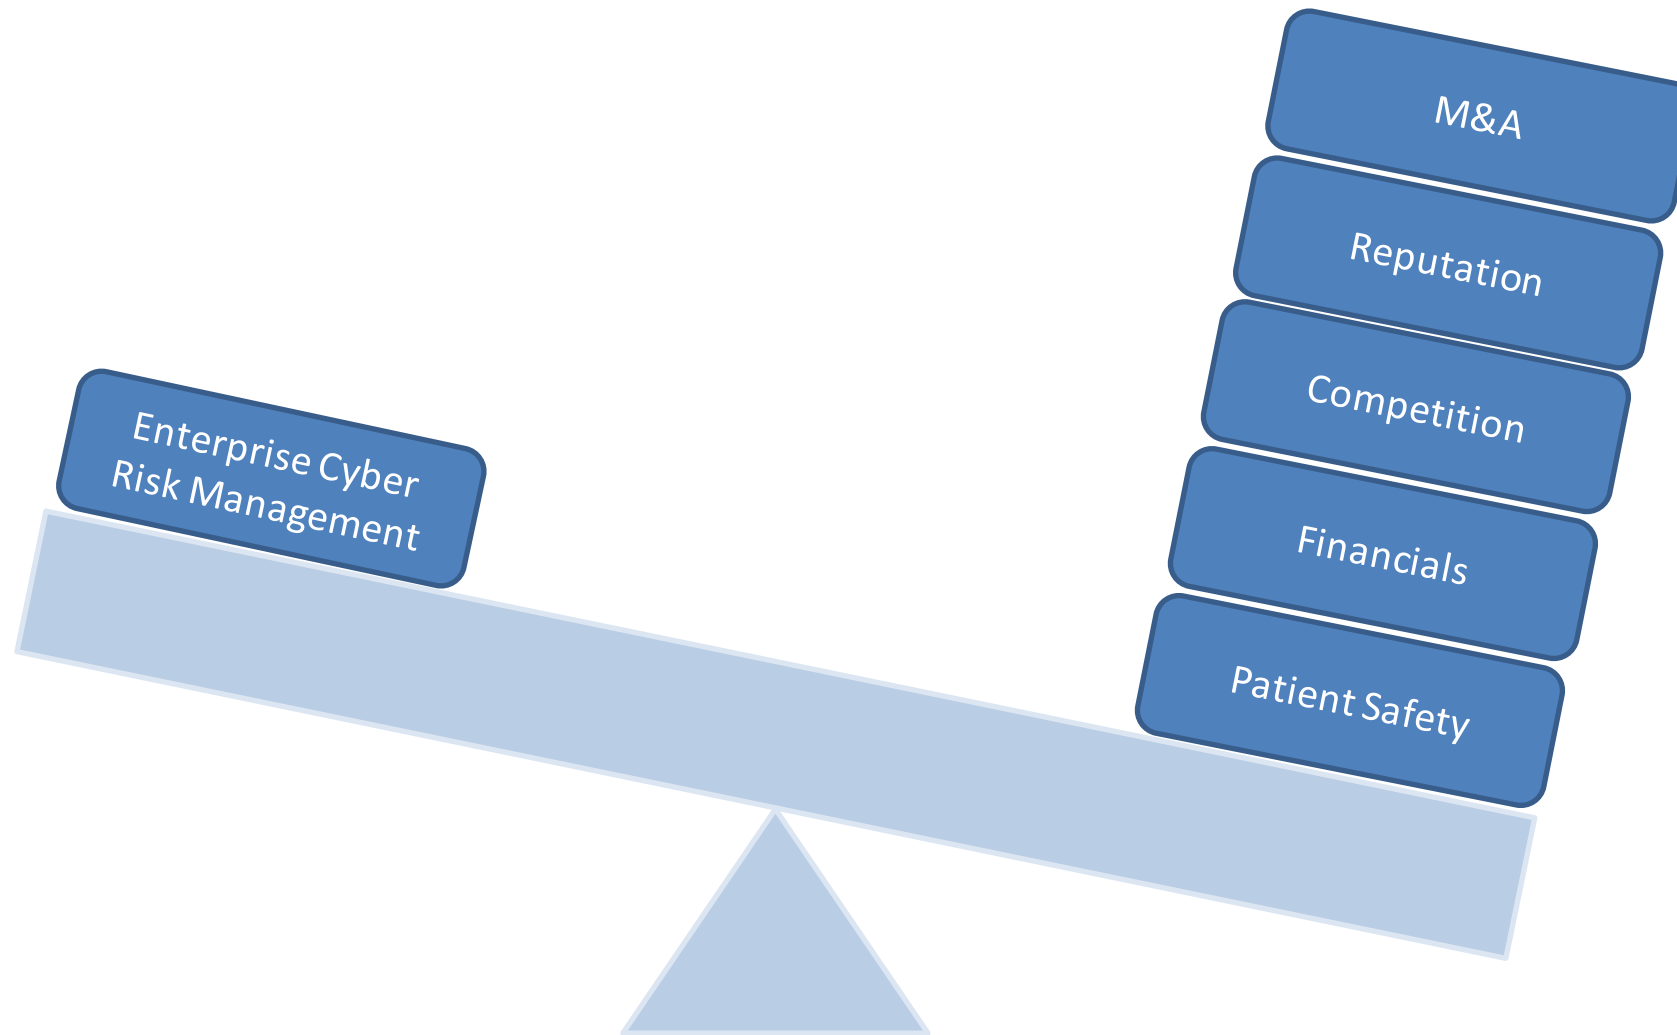 M&A
Reputation
Competition
Financials
Patient Safety
Enterprise Cyber
Risk Management